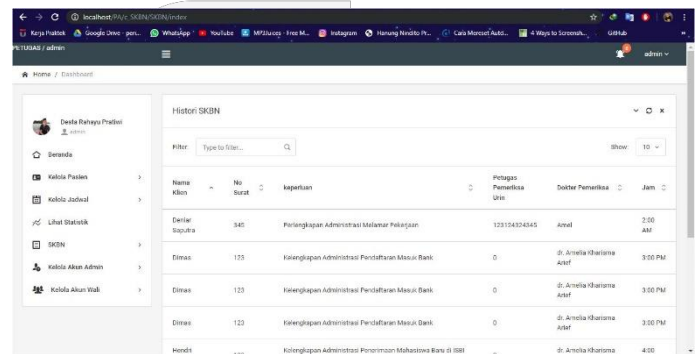 localhost/PA/c_SKBN/SKBN/index
Kerja Praktek Google Drive - pen... WhatsApp YouTube MP3Juices - Free M... Instagram Hanung Nindito Pr... Cara Mereset Auto... 4 Ways to Screensh... GitHub
PETUGAS / admin
admin
Home / Dashboard
Desta Rahayu Pratiwi
admin
Beranda
Kelola Pasien
Kelola Jadwal
Lihat Statistik
SKBN
Kelola Akun Admin
Kelola Akun Wali
Histori SKBN
Filter Type to filter... Show 10
Nama Klien No Surat keperluan Petugas Pemeriksa Urin Dokter Pemeriksa Jam
Deniar Saputra 345 Perlengkapan Administrasi Melamar Pekerjaan 123124324345 Amel 2:00 AM
Dimas 123 Kelengkapan Administrasi Pendaftaran Masuk Bank 0 dr. Amelia Kharisma Arief 3:00 PM
Dimas 123 Kelengkapan Administrasi Pendaftaran Masuk Bank 0 dr. Amelia Kharisma Arief 3:00 PM
Dimas 123 Kelengkapan Administrasi Pendaftaran Masuk Bank 0 dr. Amelia Kharisma Arief 3:00 PM
Hendri Kelengkapan Administrasi Penerimaan Mahasiswa Baru di ISBI dr. Amelia Kharisma 4:00